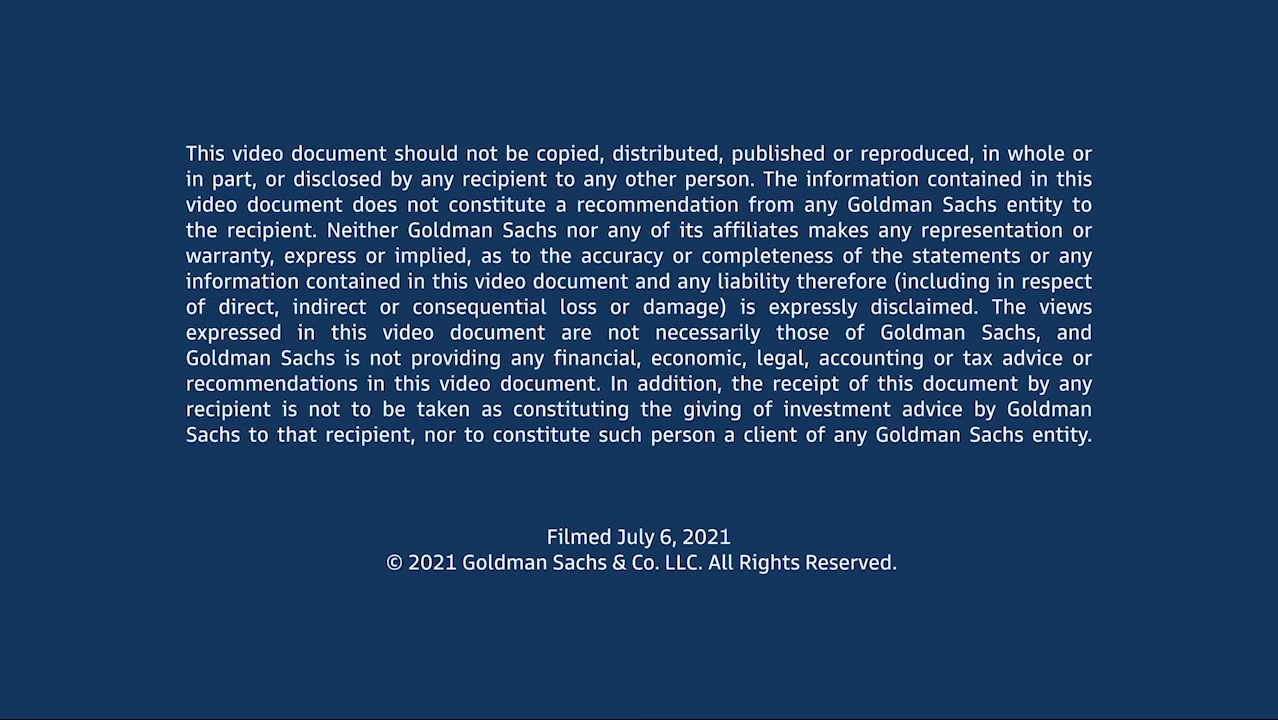 This video document should not be copied, distributed, published or reproduced, in whole or
in part, or disclosed by any recipient to any other person. The information contained in this
video document does not constitute a recommendation from any Goldman Sachs entity to
the recipient. Neither Goldman Sachs nor any of its affiliates makes any representation or
warranty, express or implied, as to the accuracy or completeness of the statements or any
information contained in this video document and any liability therefore (including in respect
of direct, indirect or consequential loss or damage) is expressly disclaimed. The views
expressed in this video document are not necessarily those of Goldman Sachs, and
Goldman Sachs is not providing any financial, economic, legal, accounting or tax advice or
recommendations in this video document. In addition, the receipt of this document by any
recipient is not to be taken as constituting the giving of investment advice by Goldman
Sachs to that recipient, nor to constitute such person a client of any Goldman Sachs entity.
Filmed July 6, 2021
© 2021 Goldman Sachs & Co. LLC. All Rights Reserved.